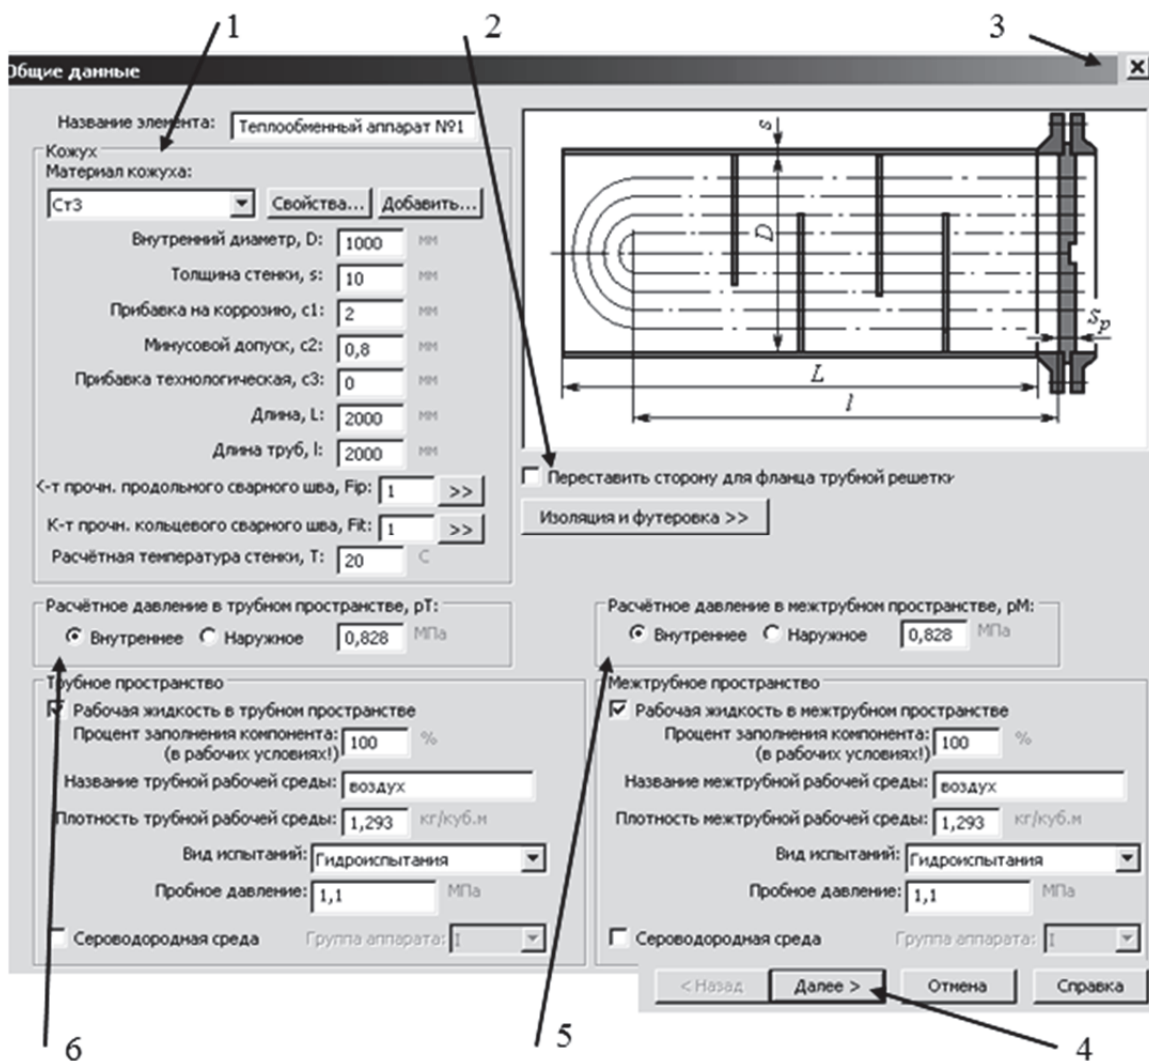 1 2 3
Общие данные
Название элемента: Теплообменный аппарат №1
Кожух
Материал кожуха:
Ст3 Свойства... Добавить...
Внутренний диаметр, D: 1000 мм
Толщина стенки, s: 10 мм
Прибавка на коррозию, c1: 2 мм
Минусовой допуск, c2: 0,8 мм
Прибавка технологическая, c3: 0 мм
Длина, L: 2000 мм
Длина труб, l: 2000 мм
К-т прочн. продольного сварного шва, Fip: 1 >>
К-т прочн. кольцевого сварного шва, Fit: 1 >>
Расчётная температура стенки, T: 20 C
s
D
sp
L
l
Переставить сторону для фланца трубной решетки
Изоляция и футеровка >>
Расчётное давление в трубном пространстве, pT:
Внутреннее Наружное 0,828 МПа
Расчётное давление в межтрубном пространстве, pM:
Внутреннее Наружное 0,828 МПа
Трубное пространство
Рабочая жидкость в трубном пространстве
Процент заполнения компонента: 100 %
(в рабочих условиях!)
Название трубной рабочей среды: воздух
Плотность трубной рабочей среды: 1,293 кг/куб.м
Вид испытаний: Гидроиспытания
Пробное давление: 1,1 МПа
Сероводородная среда Группа аппарата: I
Межтрубное пространство
Рабочая жидкость в межтрубном пространстве
Процент заполнения компонента: 100 %
(в рабочих условиях!)
Название межтрубной рабочей среды: воздух
Плотность межтрубной рабочей среды: 1,293 кг/куб.м
Вид испытаний: Гидроиспытания
Пробное давление: 1,1 МПа
Сероводородная среда Группа аппарата: I
< Назад Далее > Отмена Справка
6 5 4